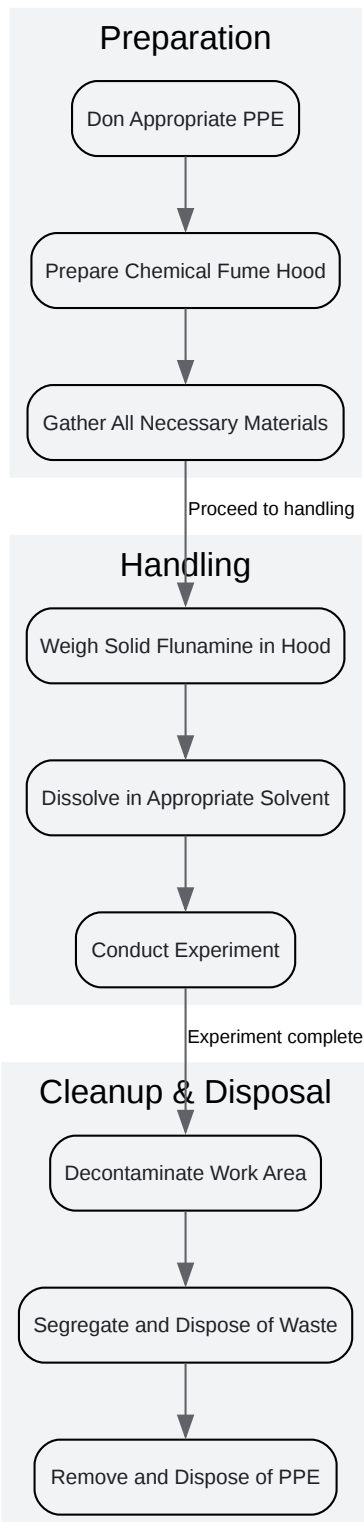 Preparation
Don Appropriate PPE
Prepare Chemical Fume Hood
Gather All Necessary Materials
Proceed to handling
Handling
Weigh Solid Flunamine in Hood
Dissolve in Appropriate Solvent
Conduct Experiment
Experiment complete
Cleanup & Disposal
Decontaminate Work Area
Segregate and Dispose of Waste
Remove and Dispose of PPE